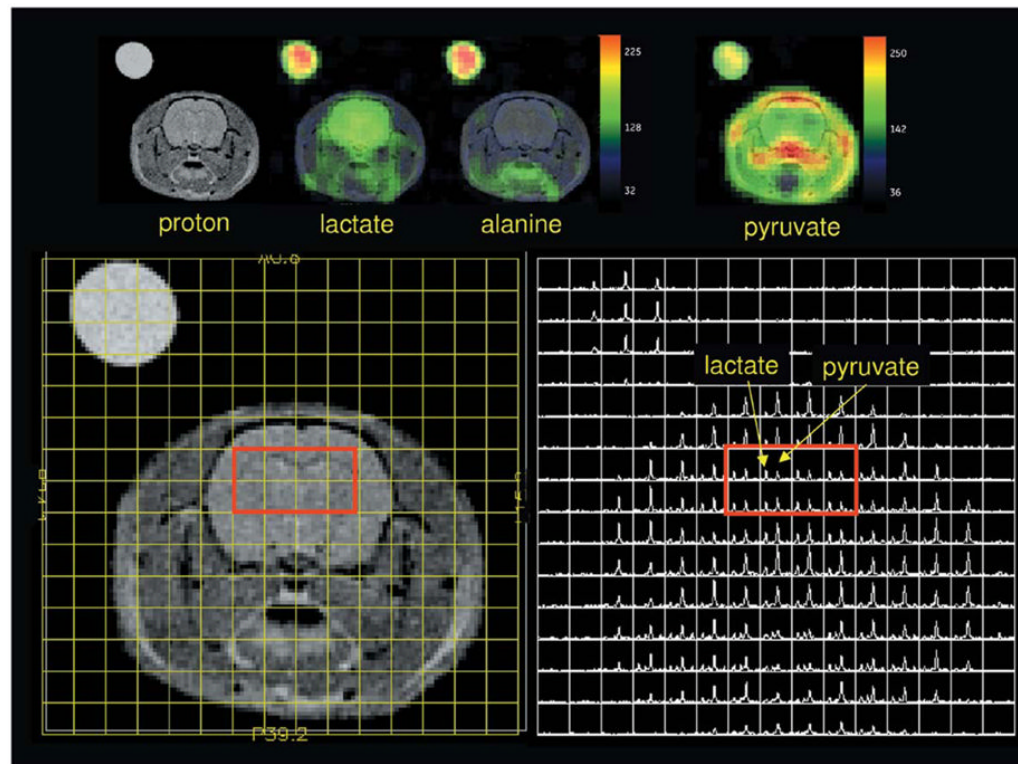 225
128
32
250
142
36
proton
lactate
alanine
pyruvate
lactate
pyruvate
P39.2